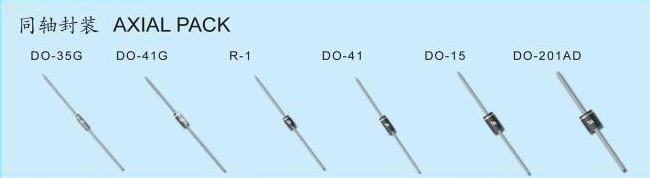 同轴封装 AXIAL PACK
DO-35G DO-41G R-1 DO-41 DO-15 DO-201AD